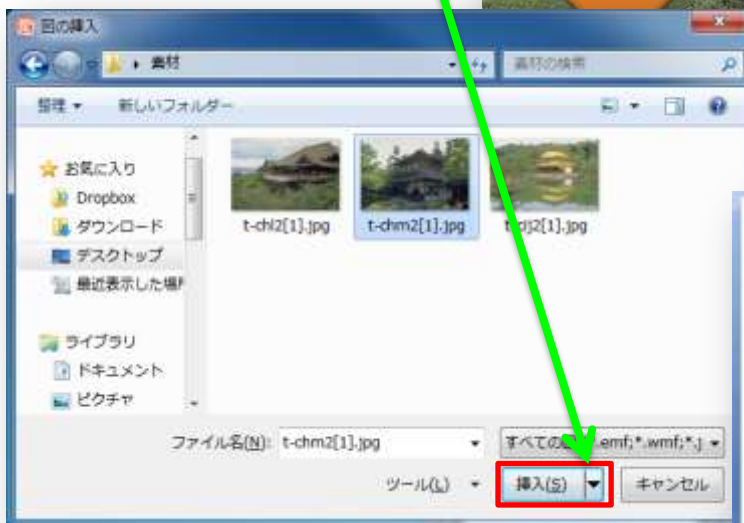 図の挿入
素材
素材の検索
整理 新しいフォルダー
お気に入り
Dropbox
ダウンロード
デスクトップ
最近表示した場
ライブラリ
ドキュメント
ピクチャ
t-chl2[1].jpg t-chm2[1].jpg
ファイル名(N): t-chm2[1].jpg すべての .emf;*.wmf;*.j
ツール(L) 挿入(S) キャンセル